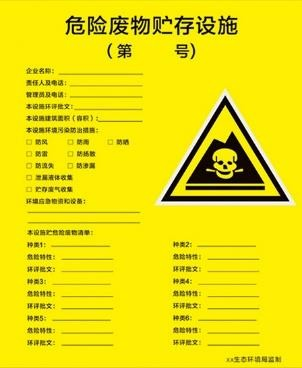 危险废物贮存设施
(第 号)
企业名称：
责任人及电话：
管理员及电话：
本设施环评批文：
本设施建筑面积（容积）：
本设施环境污染防治措施：
□ 防风 □ 防雨 □ 防晒
□ 防雷 □ 防扬散
□ 防流失 □ 防渗漏
□ 泄漏液体收集
□ 贮存废气收集
环境应急物资和设备：
本设施贮危险废物清单：
种类1： 种类2：
危险特性： 危险特性：
环评批文： 环评批文：
种类3： 种类4：
危险特性： 危险特性：
环评批文： 环评批文：
种类5： 种类6：
危险特性： 危险特性：
环评批文： 环评批文：
xx生态环境局监制